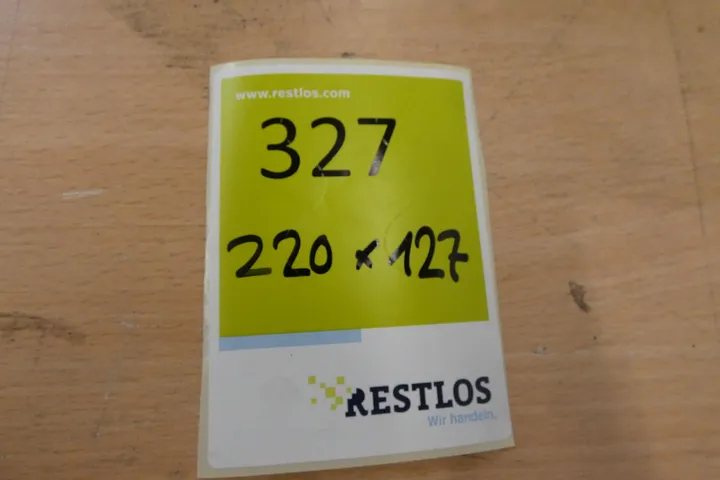 www.restlos.com
327
220 x 127
RESTLOS
Wir handeln.